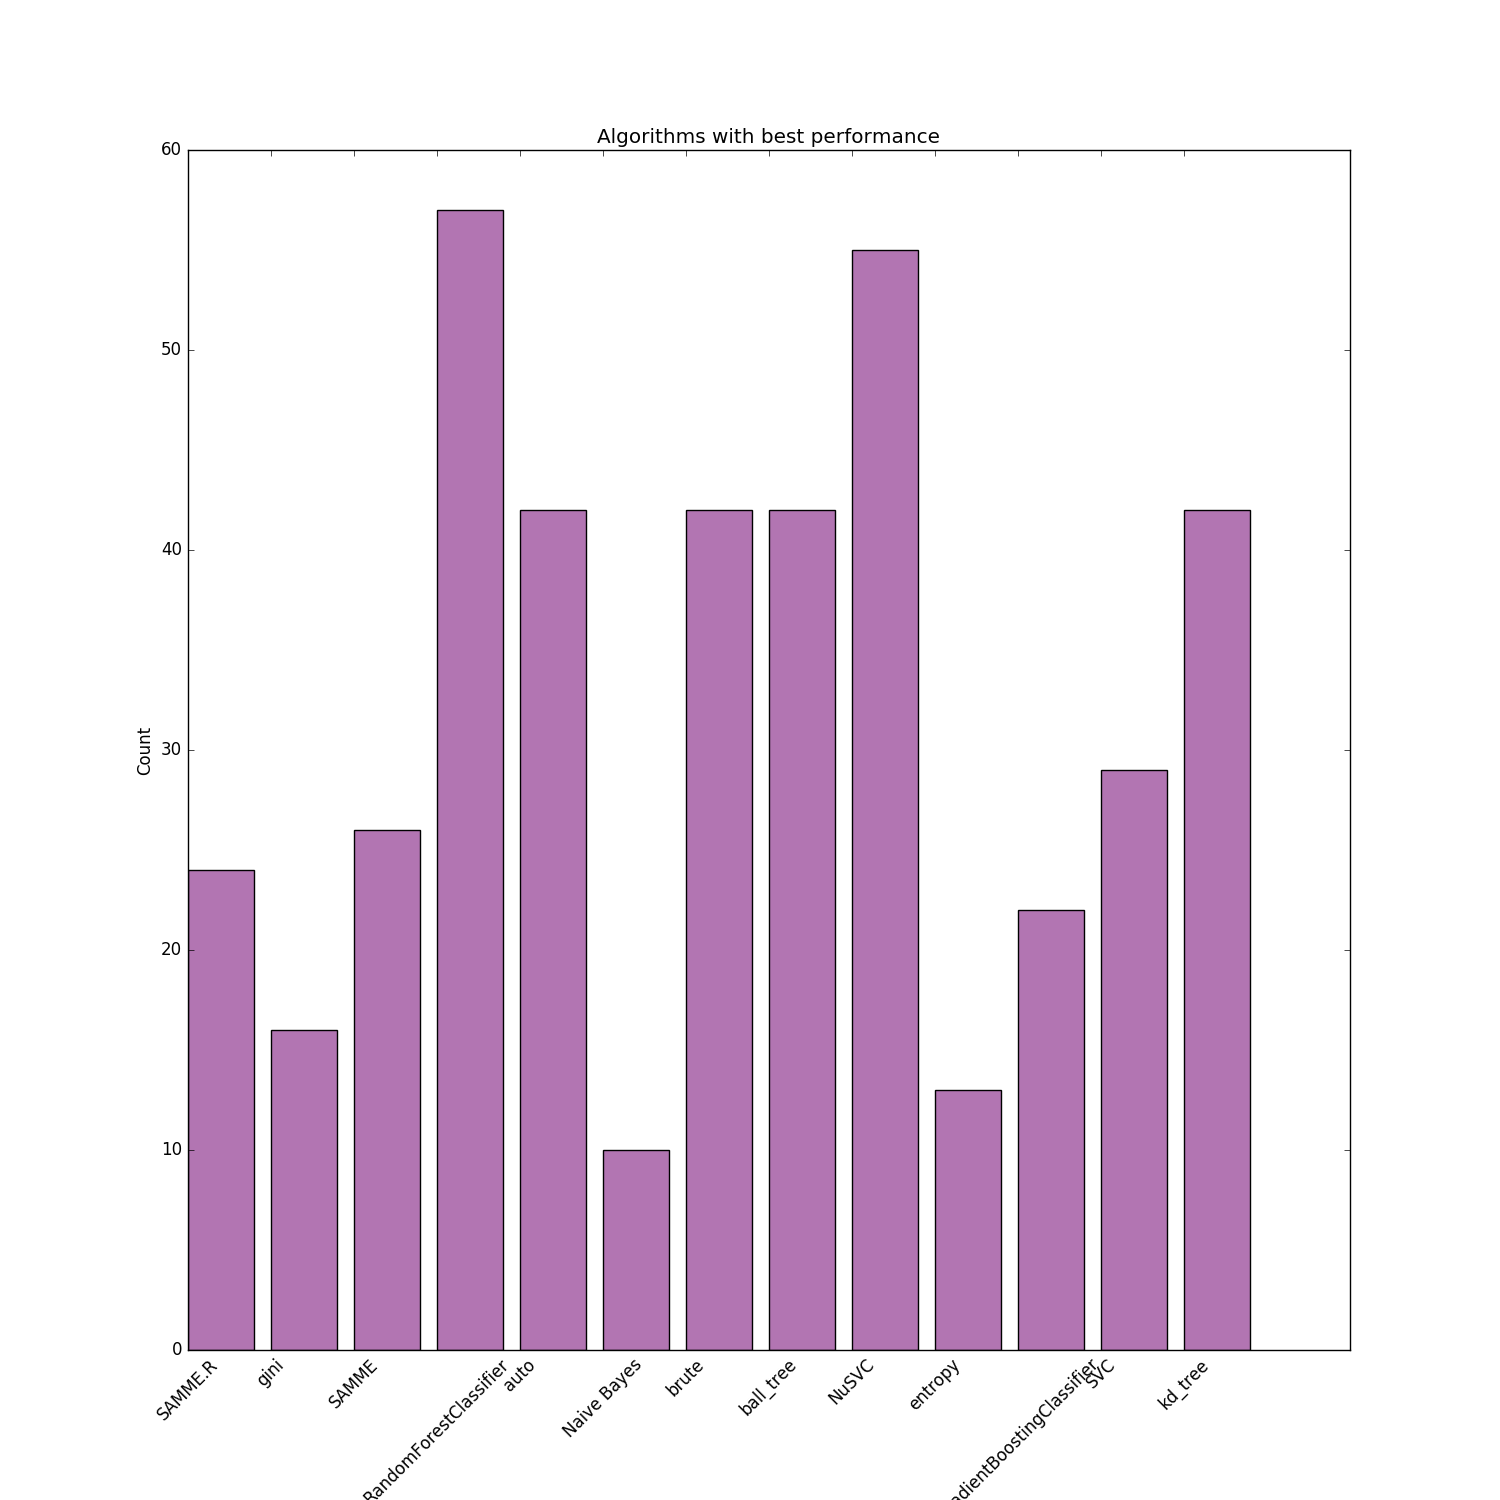 Algorithms with best performance
60
50
40
30
20
10
0
Count
SAMME.R
gini
SAMME
RandomForestClassifier
auto
Naive Bayes
brute
ball_tree
NuSVC
entropy
edientBoostingClassifier
SVC
kd_tree